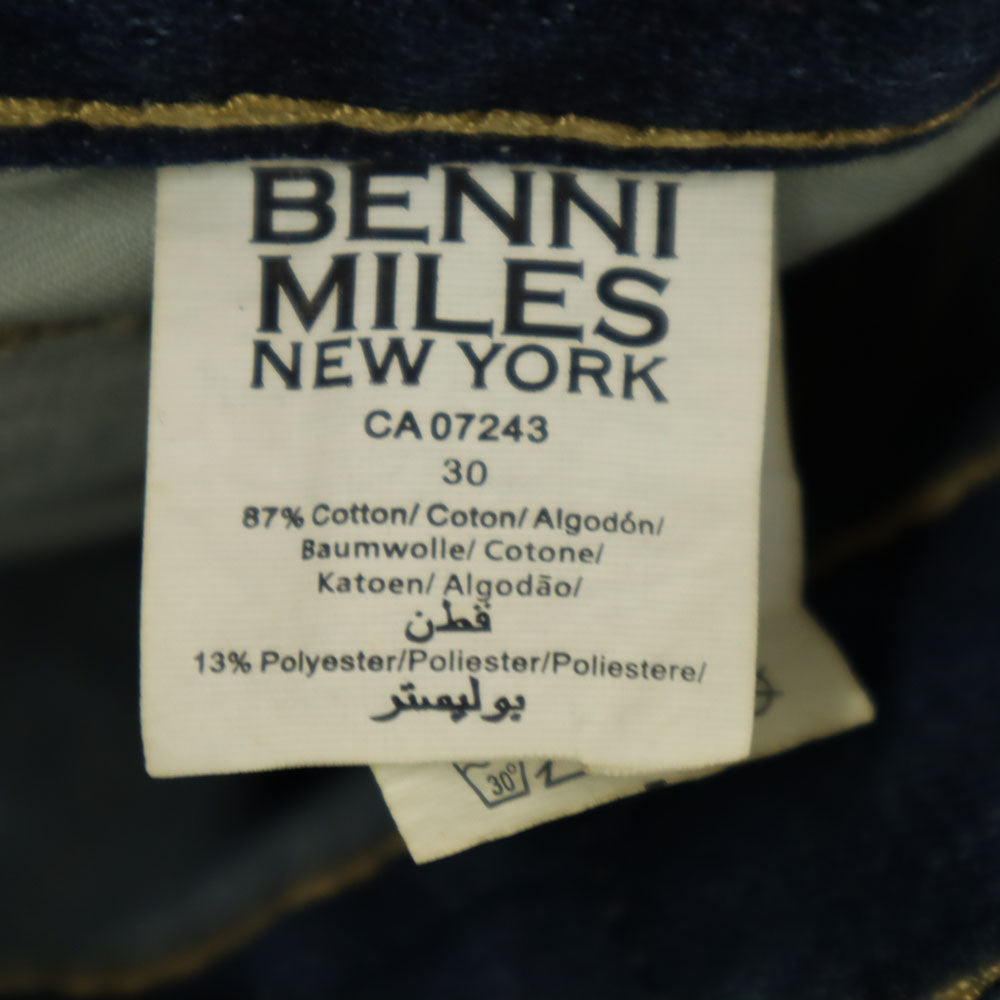 BENNI
MILES
NEW YORK
CA 07243
30
87% Cotton/ Coton/ Algodón/
Baumwolle/ Cotone/
Katoen/ Algodão/
قطن
13% Polyester/Poliester/Poliestere/
بوليستر
30°